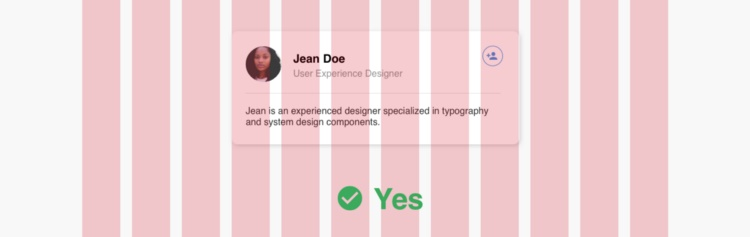 Jean Doe
User Experience Designer
Jean is an experienced designer specialized in typography
and system design components.
Yes